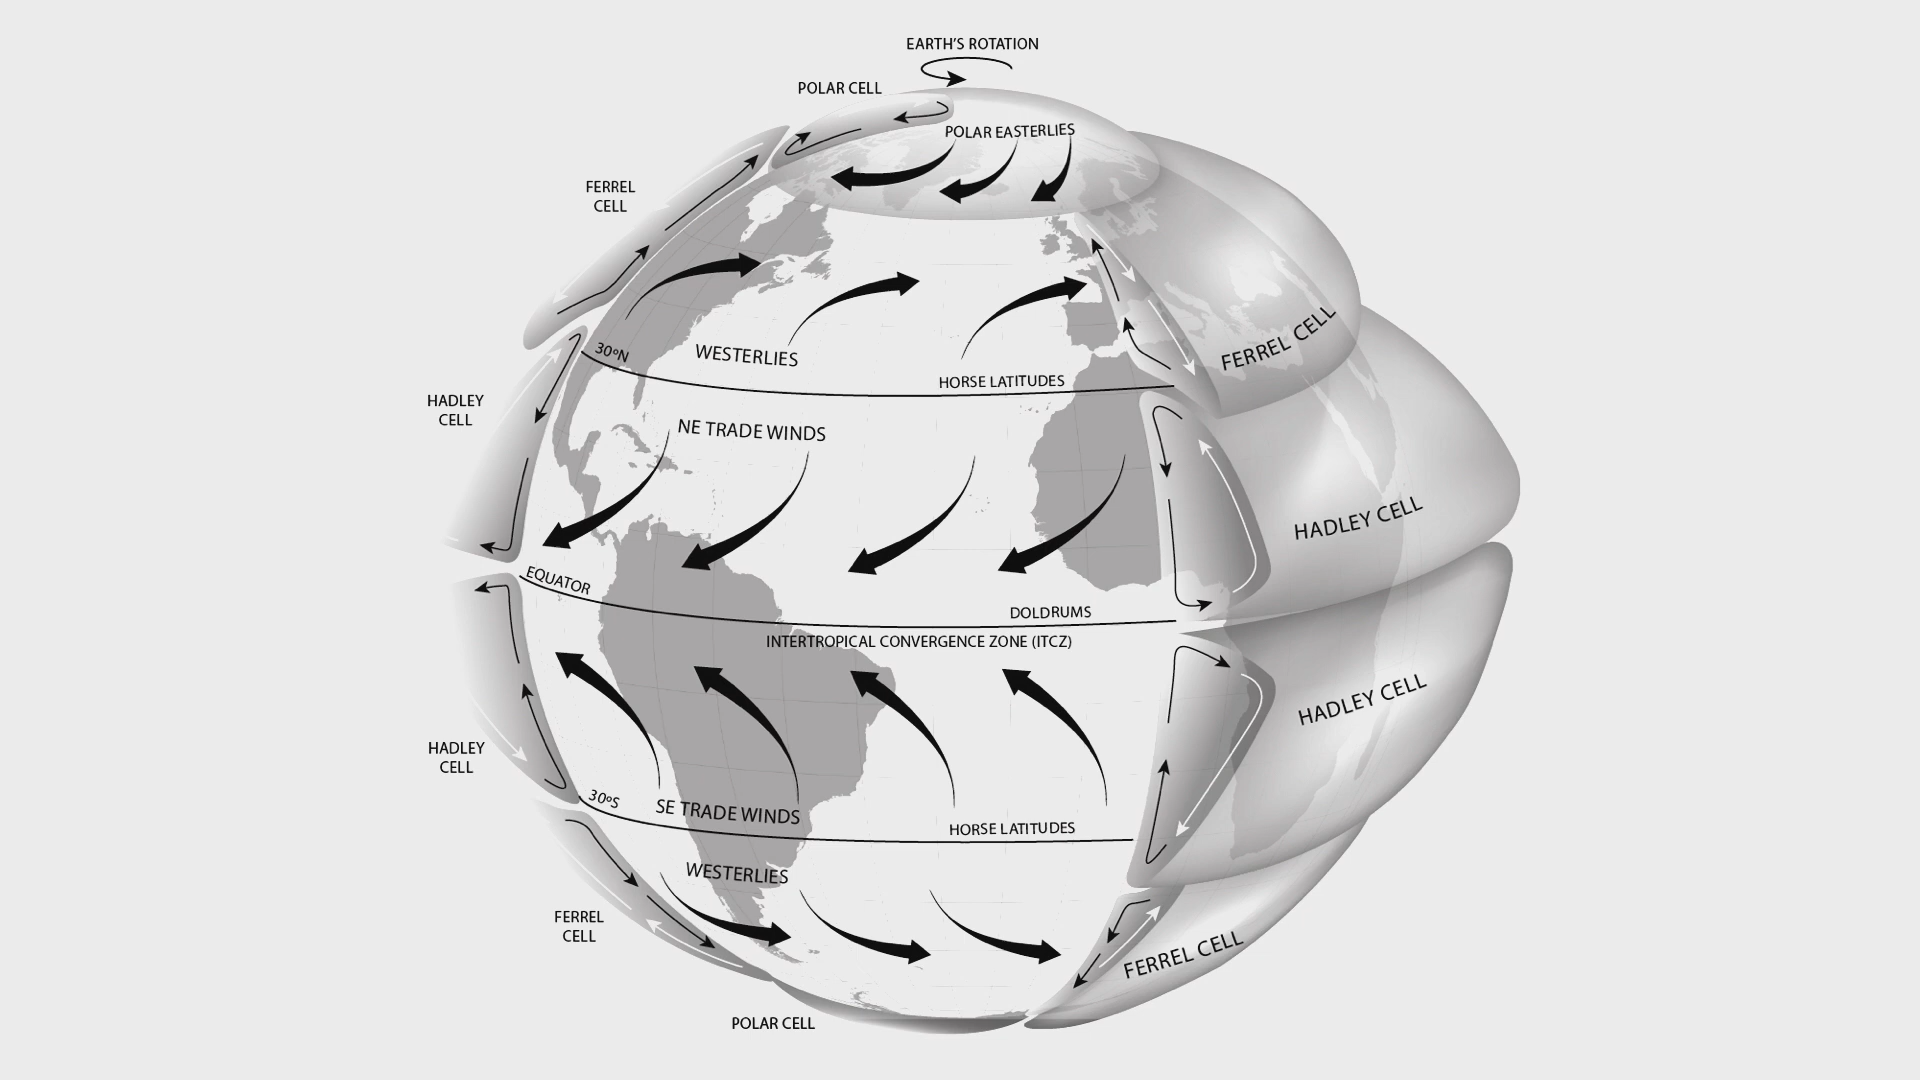 EARTH'S ROTATION
POLAR CELL
POLAR EASTERLIES
FERREL
CELL
FERREL CELL
30ºN
WESTERLIES
HORSE LATITUDES
HADLEY
CELL
NE TRADE WINDS
HADLEY CELL
EQUATOR
DOLDRUMS
INTERTROPICAL CONVERGENCE ZONE (ITCZ)
HADLEY CELL
HADLEY
CELL
30ºS
SE TRADE WINDS
HORSE LATITUDES
WESTERLIES
FERREL
CELL
FERREL CELL
POLAR CELL